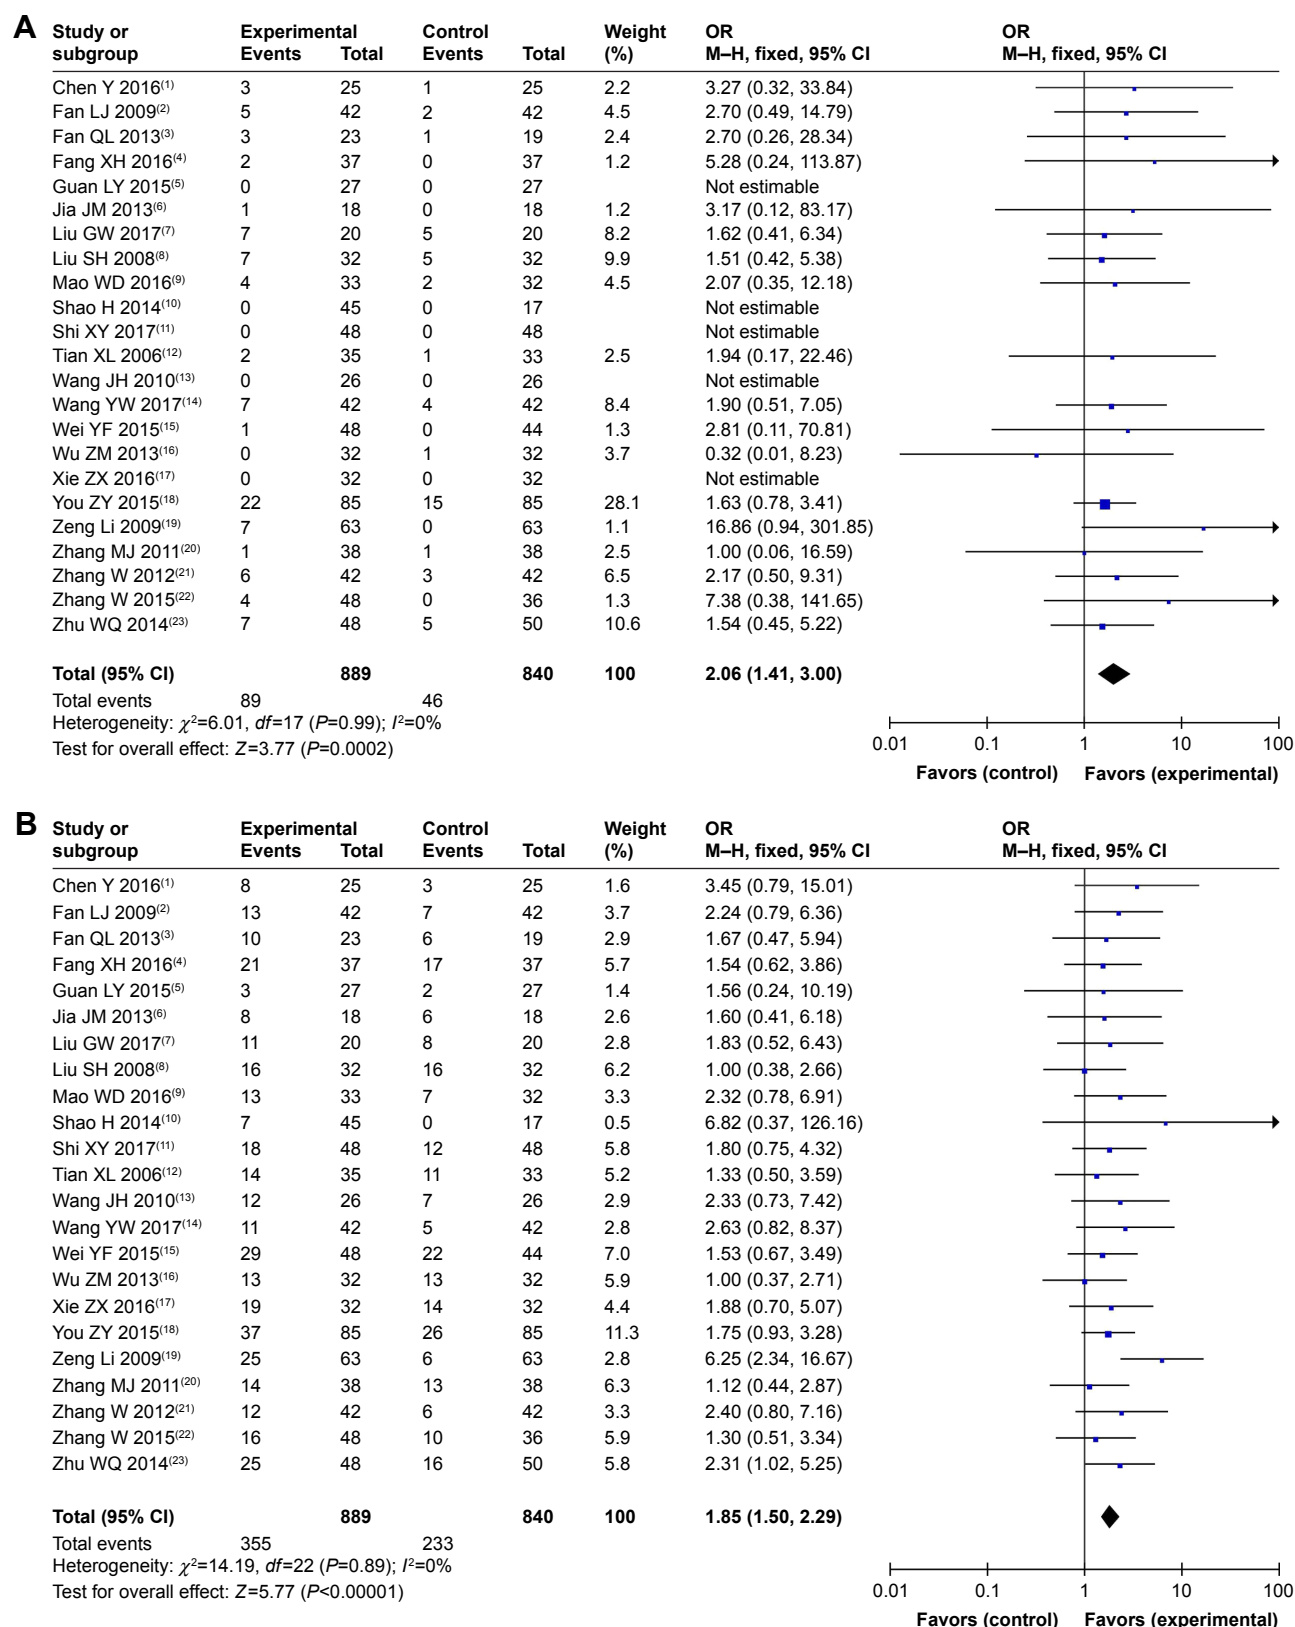 A Study or Experimental Control Weight OR OR
subgroup Events Total Events Total (%) M–H, fixed, 95% CI M–H, fixed, 95% CI
Chen Y 2016(1) 3 25 1 25 2.2 3.27 (0.32, 33.84)
Fan LJ 2009(2) 5 42 2 42 4.5 2.70 (0.49, 14.79)
Fan QL 2013(3) 3 23 1 19 2.4 2.70 (0.26, 28.34)
Fang XH 2016(4) 2 37 0 37 1.2 5.28 (0.24, 113.87)
Guan LY 2015(5) 0 27 0 27 Not estimable
Jia JM 2013(6) 1 18 0 18 1.2 3.17 (0.12, 83.17)
Liu GW 2017(7) 7 20 5 20 8.2 1.62 (0.41, 6.34)
Liu SH 2008(8) 7 32 5 32 9.9 1.51 (0.42, 5.38)
Mao WD 2016(9) 4 33 2 32 4.5 2.07 (0.35, 12.18)
Shao H 2014(10) 0 45 0 17 Not estimable
Shi XY 2017(11) 0 48 0 48 Not estimable
Tian XL 2006(12) 2 35 1 33 2.5 1.94 (0.17, 22.46)
Wang JH 2010(13) 0 26 0 26 Not estimable
Wang YW 2017(14) 7 42 4 42 8.4 1.90 (0.51, 7.05)
Wei YF 2015(15) 1 48 0 44 1.3 2.81 (0.11, 70.81)
Wu ZM 2013(16) 0 32 1 32 3.7 0.32 (0.01, 8.23)
Xie ZX 2016(17) 0 32 0 32 Not estimable
You ZY 2015(18) 22 85 15 85 28.1 1.63 (0.78, 3.41)
Zeng Li 2009(19) 7 63 0 63 1.1 16.86 (0.94, 301.85)
Zhang MJ 2011(20) 1 38 1 38 2.5 1.00 (0.06, 16.59)
Zhang W 2012(21) 6 42 3 42 6.5 2.17 (0.50, 9.31)
Zhang W 2015(22) 4 48 0 36 1.3 7.38 (0.38, 141.65)
Zhu WQ 2014(23) 7 48 5 50 10.6 1.54 (0.45, 5.22)
Total (95% CI) 889 840 100 2.06 (1.41, 3.00)
Total events 89 46
Heterogeneity: χ²=6.01, df=17 (P=0.99); I²=0%
Test for overall effect: Z=3.77 (P=0.0002)
0.01 0.1 1 10 100
Favors (control) Favors (experimental)
B Study or Experimental Control Weight OR OR
subgroup Events Total Events Total (%) M–H, fixed, 95% CI M–H, fixed, 95% CI
Chen Y 2016(1) 8 25 3 25 1.6 3.45 (0.79, 15.01)
Fan LJ 2009(2) 13 42 7 42 3.7 2.24 (0.79, 6.36)
Fan QL 2013(3) 10 23 6 19 2.9 1.67 (0.47, 5.94)
Fang XH 2016(4) 21 37 17 37 5.7 1.54 (0.62, 3.86)
Guan LY 2015(5) 3 27 2 27 1.4 1.56 (0.24, 10.19)
Jia JM 2013(6) 8 18 6 18 2.6 1.60 (0.41, 6.18)
Liu GW 2017(7) 11 20 8 20 2.8 1.83 (0.52, 6.43)
Liu SH 2008(8) 16 32 16 32 6.2 1.00 (0.38, 2.66)
Mao WD 2016(9) 13 33 7 32 3.3 2.32 (0.78, 6.91)
Shao H 2014(10) 7 45 0 17 0.5 6.82 (0.37, 126.16)
Shi XY 2017(11) 18 48 12 48 5.8 1.80 (0.75, 4.32)
Tian XL 2006(12) 14 35 11 33 5.2 1.33 (0.50, 3.59)
Wang JH 2010(13) 12 26 7 26 2.9 2.33 (0.73, 7.42)
Wang YW 2017(14) 11 42 5 42 2.8 2.63 (0.82, 8.37)
Wei YF 2015(15) 29 48 22 44 7.0 1.53 (0.67, 3.49)
Wu ZM 2013(16) 13 32 13 32 5.9 1.00 (0.37, 2.71)
Xie ZX 2016(17) 19 32 14 32 4.4 1.88 (0.70, 5.07)
You ZY 2015(18) 37 85 26 85 11.3 1.75 (0.93, 3.28)
Zeng Li 2009(19) 25 63 6 63 2.8 6.25 (2.34, 16.67)
Zhang MJ 2011(20) 14 38 13 38 6.3 1.12 (0.44, 2.87)
Zhang W 2012(21) 12 42 6 42 3.3 2.40 (0.80, 7.16)
Zhang W 2015(22) 16 48 10 36 5.9 1.30 (0.51, 3.34)
Zhu WQ 2014(23) 25 48 16 50 5.8 2.31 (1.02, 5.25)
Total (95% CI) 889 840 100 1.85 (1.50, 2.29)
Total events 355 233
Heterogeneity: χ²=14.19, df=22 (P=0.89); I²=0%
Test for overall effect: Z=5.77 (P<0.00001)
0.01 0.1 1 10 100
Favors (control) Favors (experimental)